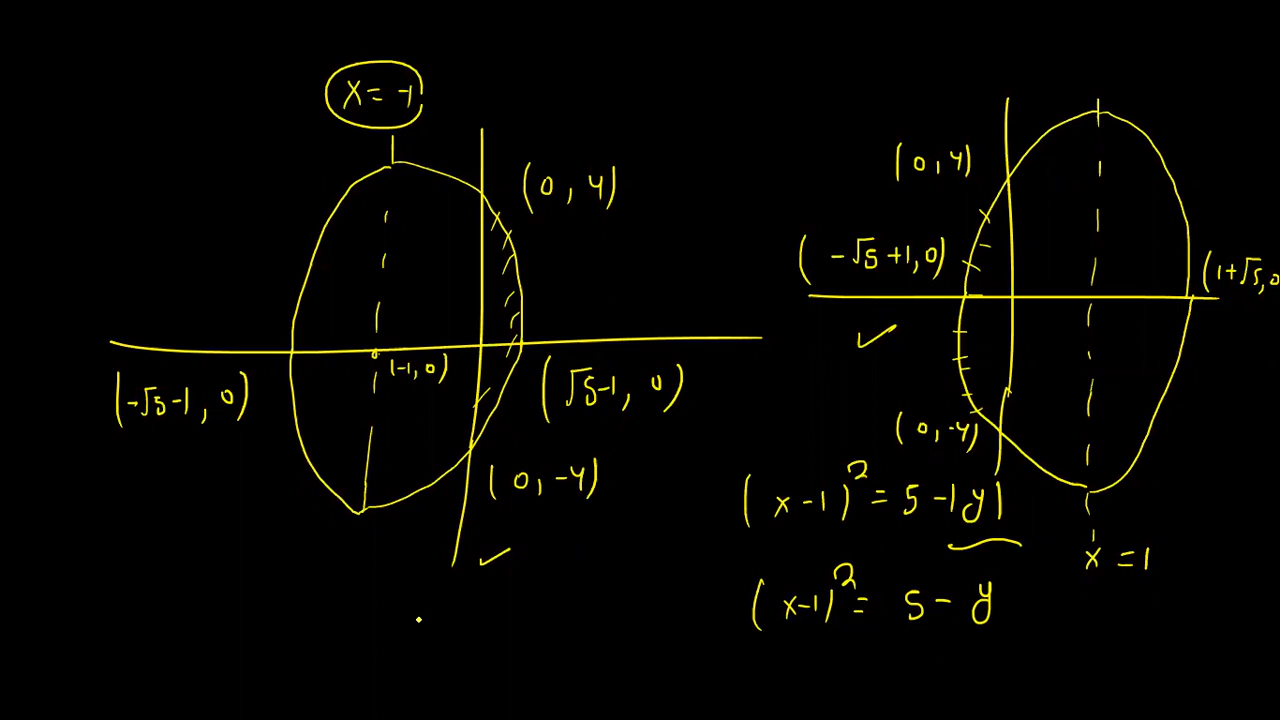 x = -1
(0, 4)
(-1, 0)
(-√5-1, 0)
(√5-1, 0)
(0, -4)
(0, 4)
(-√5+1, 0)
(1+√5, 0
(0, -4)
(x-1)² = 5-|y|
x = 1
(x-1)² = 5-y